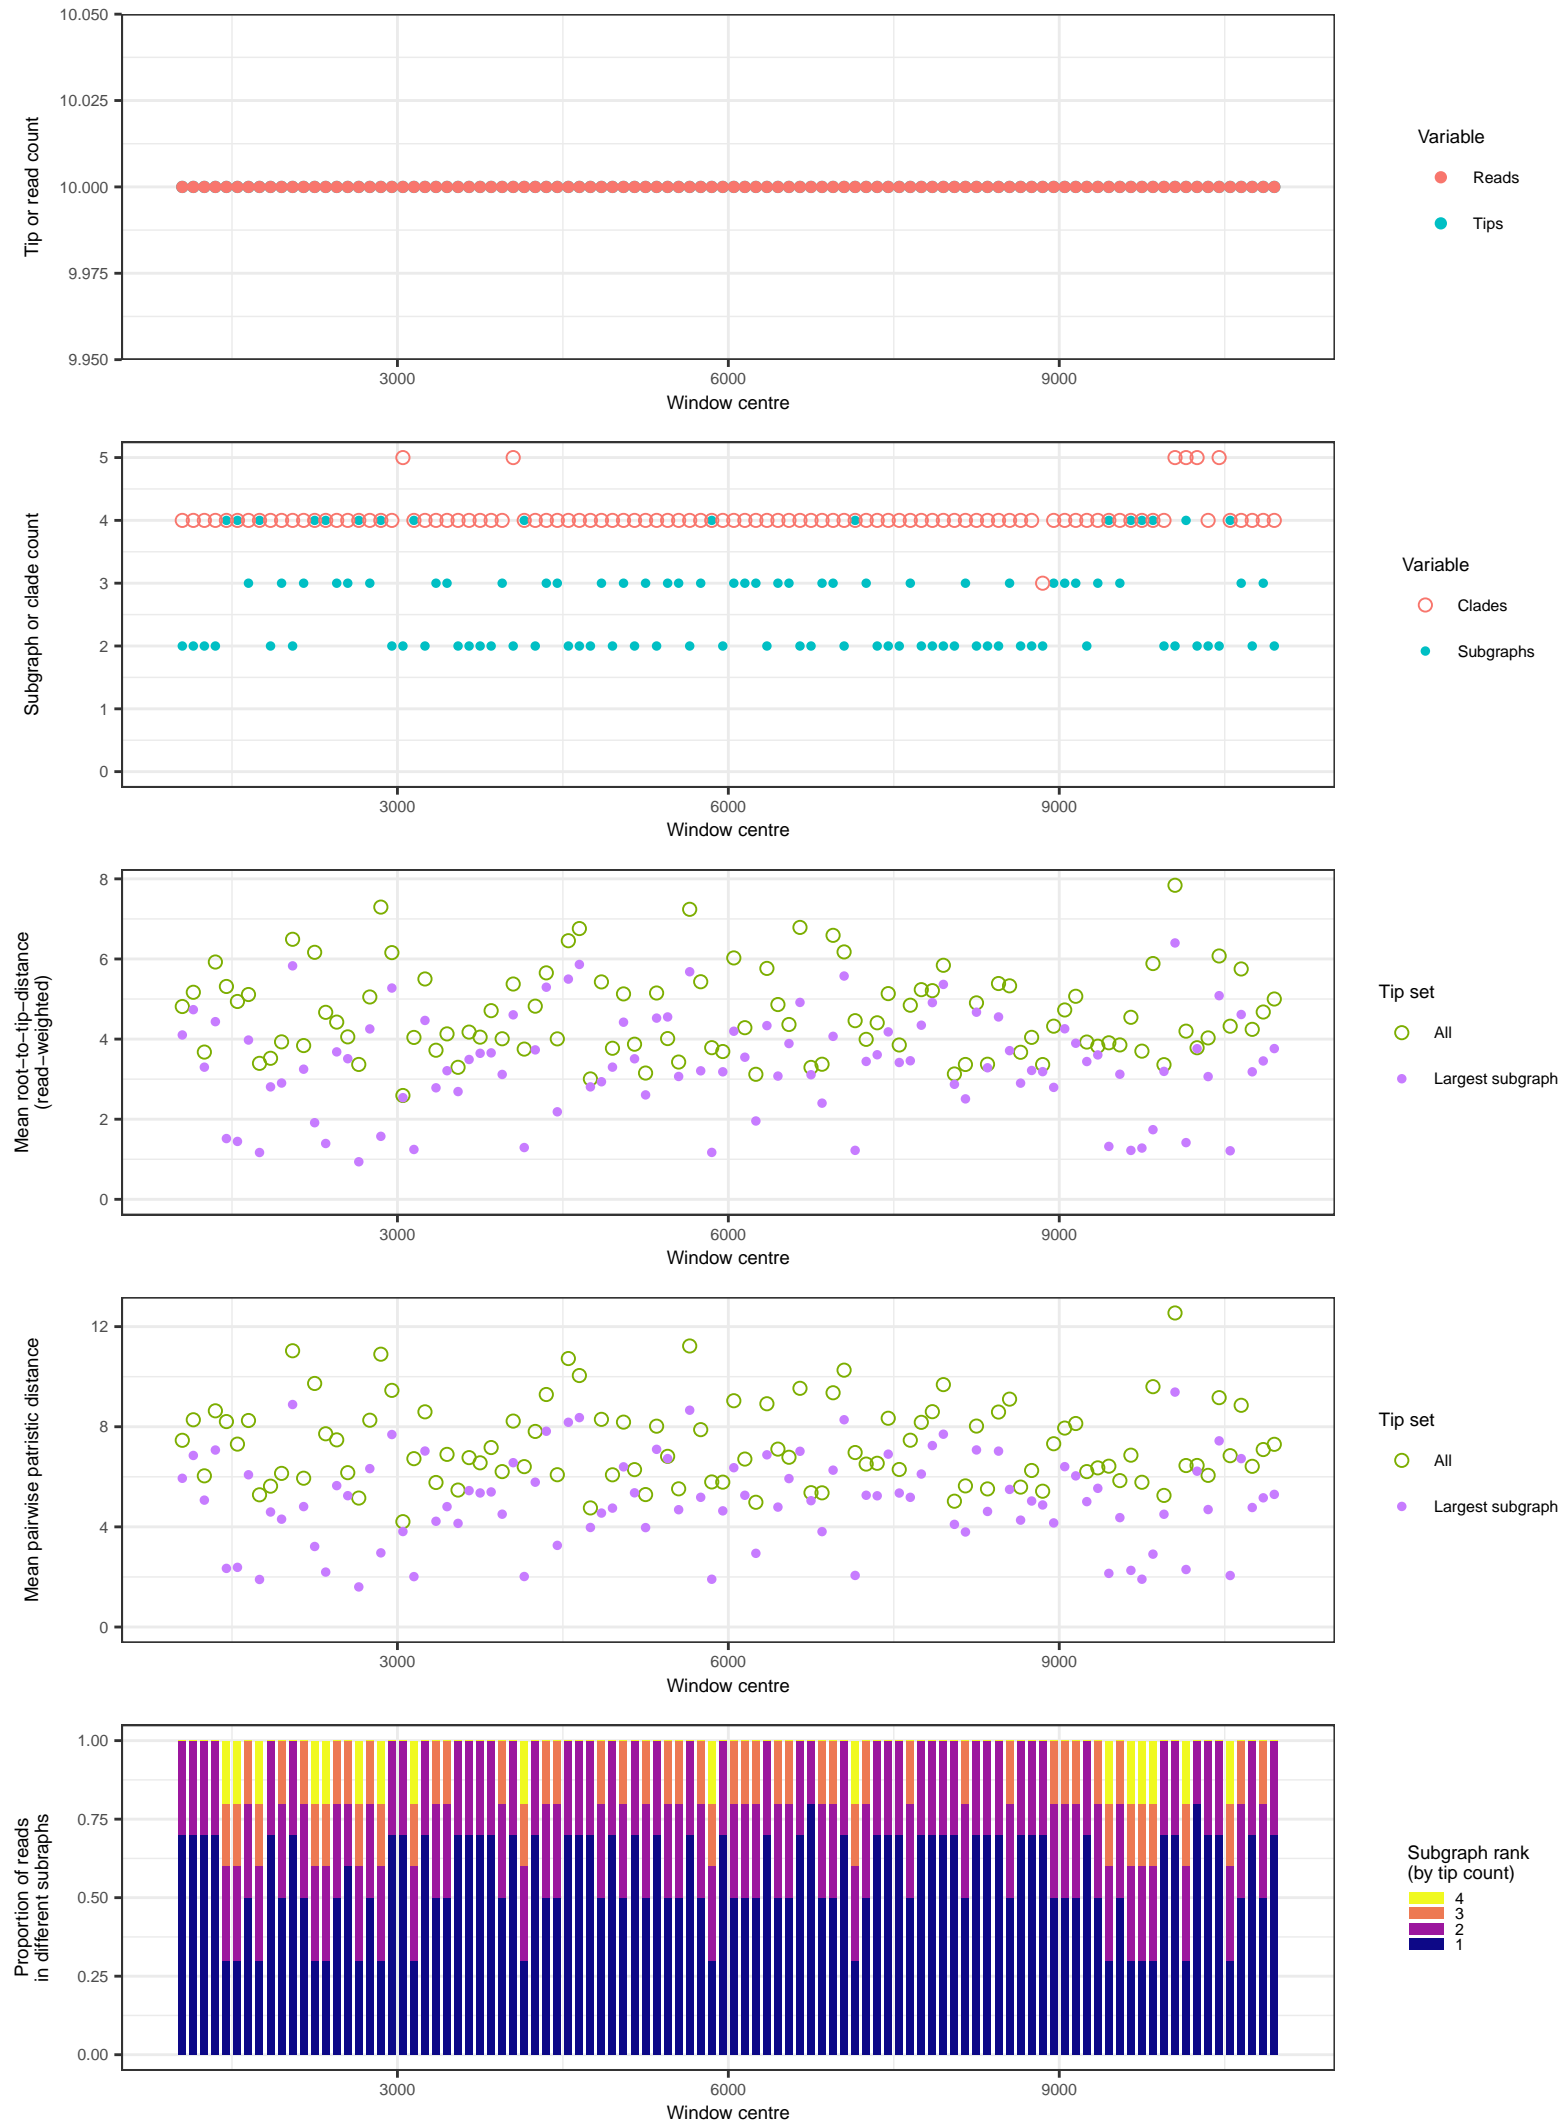 10.050
10.025
10.000
9.975
9.950
Tip or read count
3000
6000
9000
Window centre
Variable
Reads
Tips
5
4
3
2
1
0
Subgraph or clade count
3000
6000
9000
Window centre
Variable
Clades
Subgraphs
8
6
4
2
0
Mean root−to−tip−distance
(read−weighted)
3000
6000
9000
Window centre
Tip set
All
Largest subgraph
12
8
4
0
Mean pairwise patristic distance
3000
6000
9000
Window centre
Tip set
All
Largest subgraph
1.00
0.75
0.50
0.25
0.00
Proportion of reads
in different subraphs
3000
6000
9000
Window centre
Subgraph rank
(by tip count)
4
3
2
1